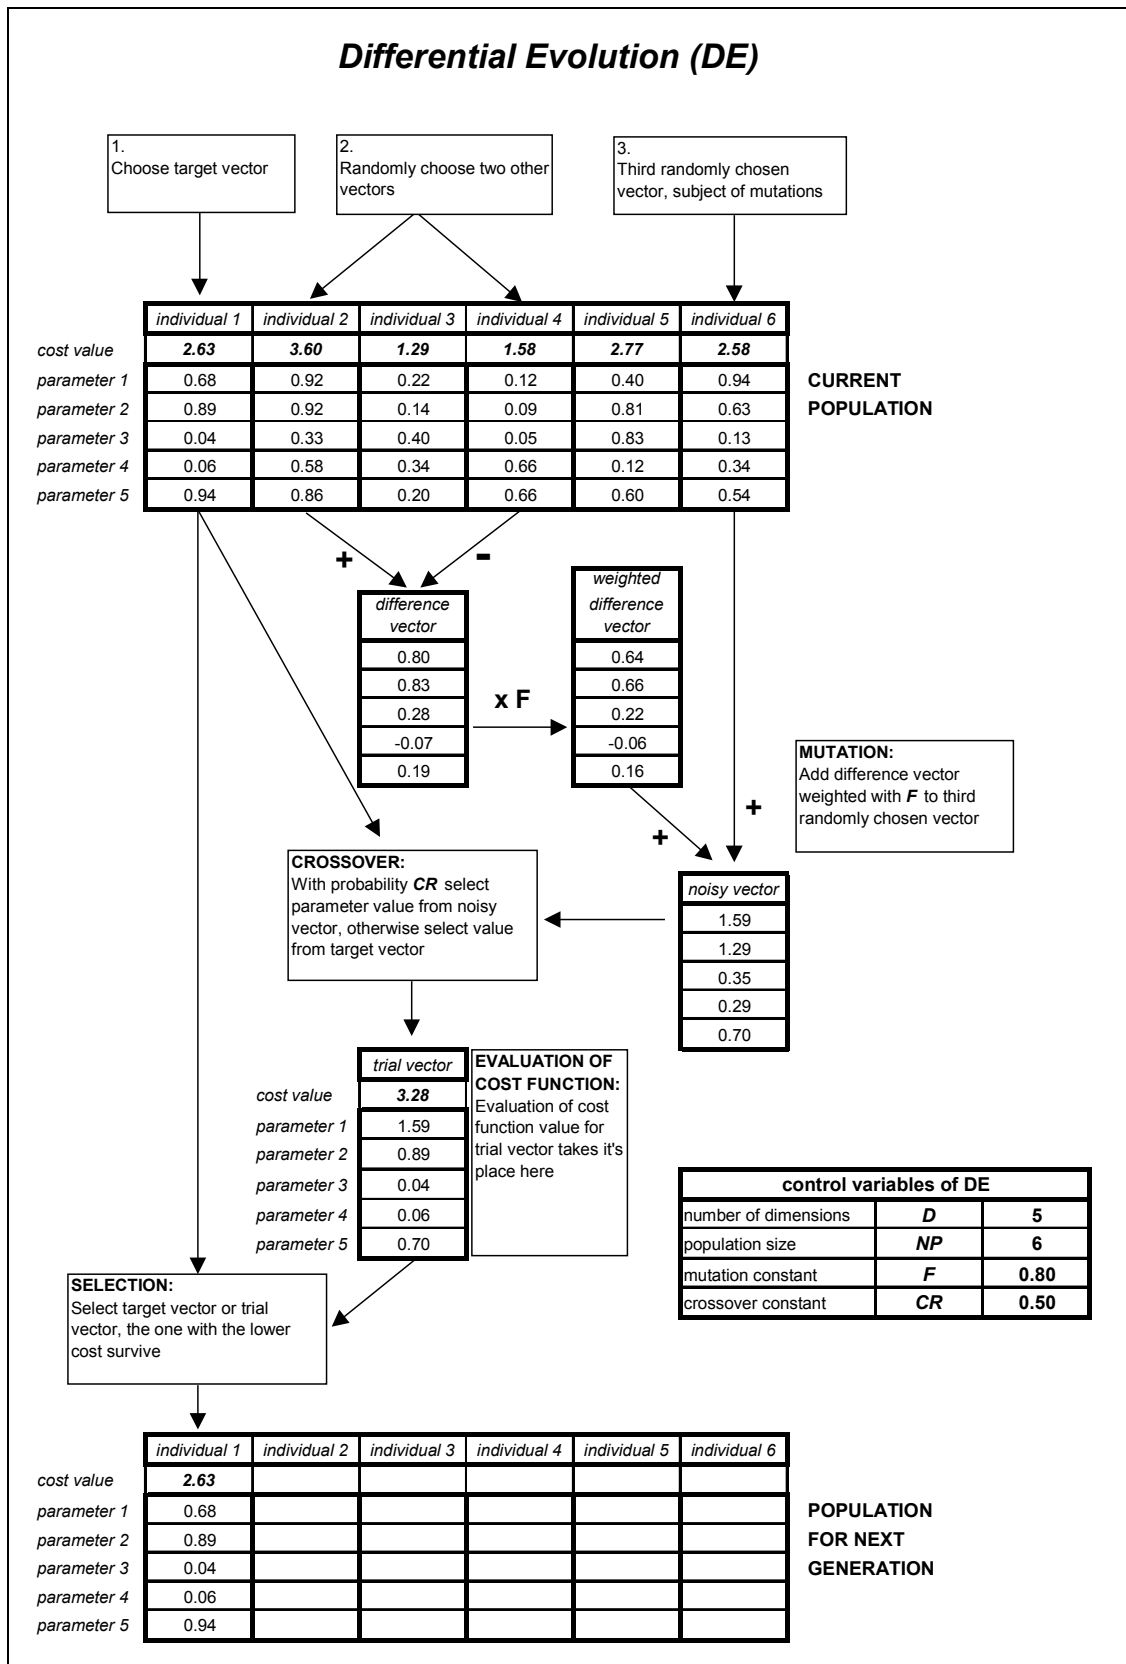 Differential Evolution (DE)
1.
Choose target vector
2.
Randomly choose two other
vectors
3.
Third randomly chosen
vector, subject of mutations
individual 1 individual 2 individual 3 individual 4 individual 5 individual 6
cost value 2.63 3.60 1.29 1.58 2.77 2.58
parameter 1 0.68 0.92 0.22 0.12 0.40 0.94 CURRENT
parameter 2 0.89 0.92 0.14 0.09 0.81 0.63 POPULATION
parameter 3 0.04 0.33 0.40 0.05 0.83 0.13
parameter 4 0.06 0.58 0.34 0.66 0.12 0.34
parameter 5 0.94 0.86 0.20 0.66 0.60 0.54
+ -
difference
vector
0.80
0.83
0.28
-0.07
0.19
x F
weighted
difference
vector
0.64
0.66
0.22
-0.06
0.16
+
+
MUTATION:
Add difference vector
weighted with F to third
randomly chosen vector
CROSSOVER:
With probability CR select
parameter value from noisy
vector, otherwise select value
from target vector
noisy vector
1.59
1.29
0.35
0.29
0.70
trial vector
cost value 3.28
parameter 1 1.59
parameter 2 0.89
parameter 3 0.04
parameter 4 0.06
parameter 5 0.70
EVALUATION OF
COST FUNCTION:
Evaluation of cost
function value for
trial vector takes it's
place here
control variables of DE
number of dimensions D 5
population size NP 6
mutation constant F 0.80
crossover constant CR 0.50
SELECTION:
Select target vector or trial
vector, the one with the lower
cost survive
individual 1 individual 2 individual 3 individual 4 individual 5 individual 6
cost value 2.63
parameter 1 0.68 POPULATION
parameter 2 0.89 FOR NEXT
parameter 3 0.04 GENERATION
parameter 4 0.06
parameter 5 0.94